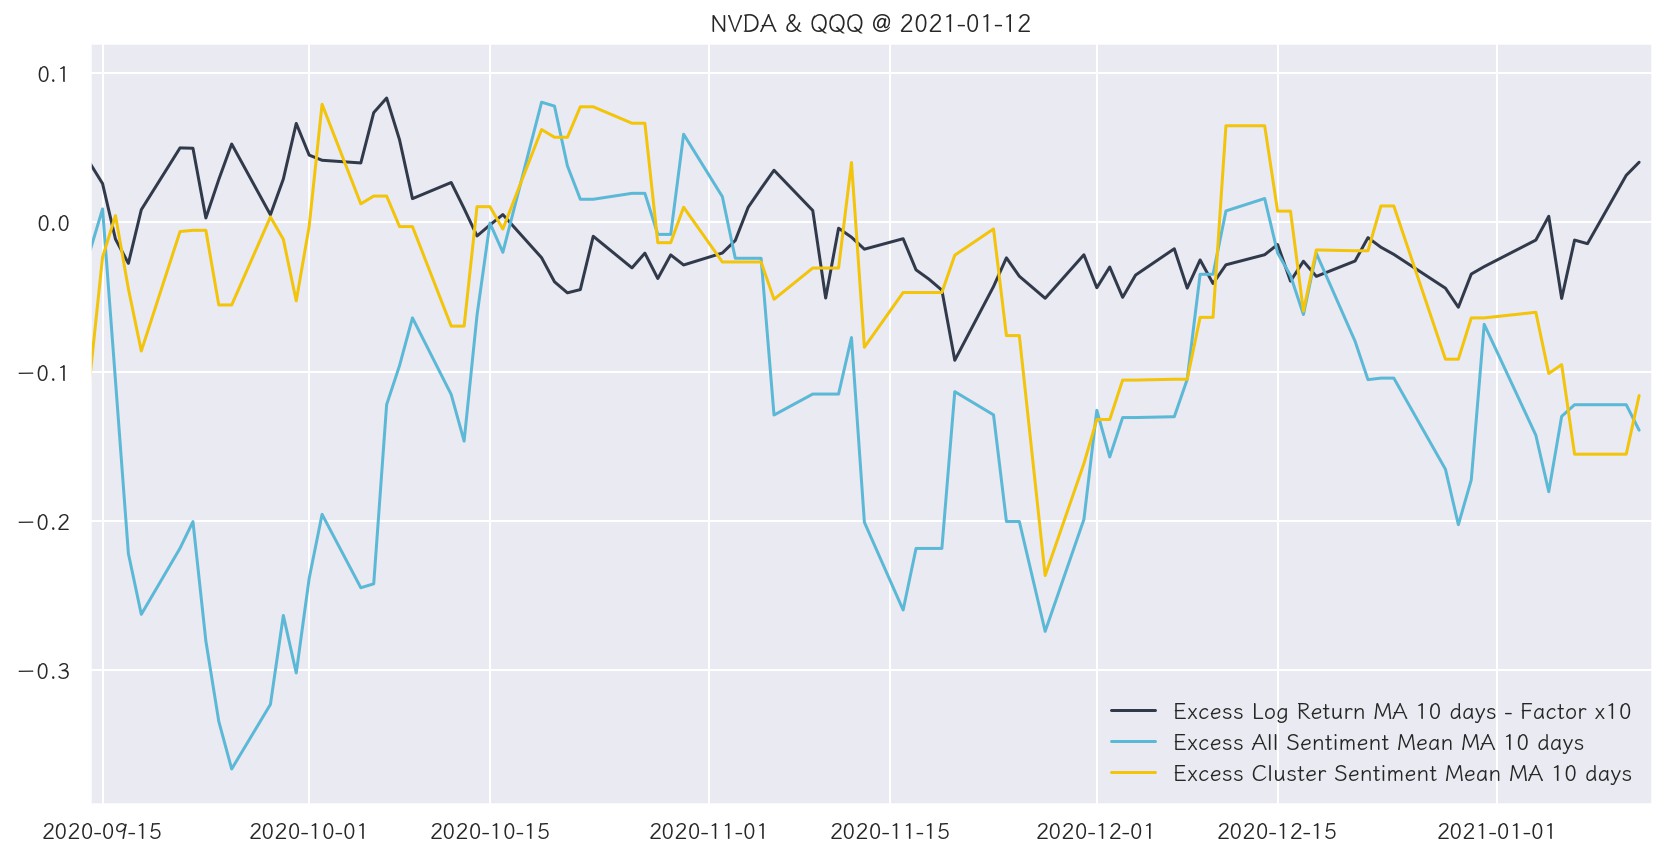 NVDA & QQQ @ 2021-01-12
0.1
0.0
−0.1
−0.2
−0.3
Excess Log Return MA 10 days - Factor x10
Excess All Sentiment Mean MA 10 days
Excess Cluster Sentiment Mean MA 10 days
2020-09-15 2020-10-01 2020-10-15 2020-11-01 2020-11-15 2020-12-01 2020-12-15 2021-01-01